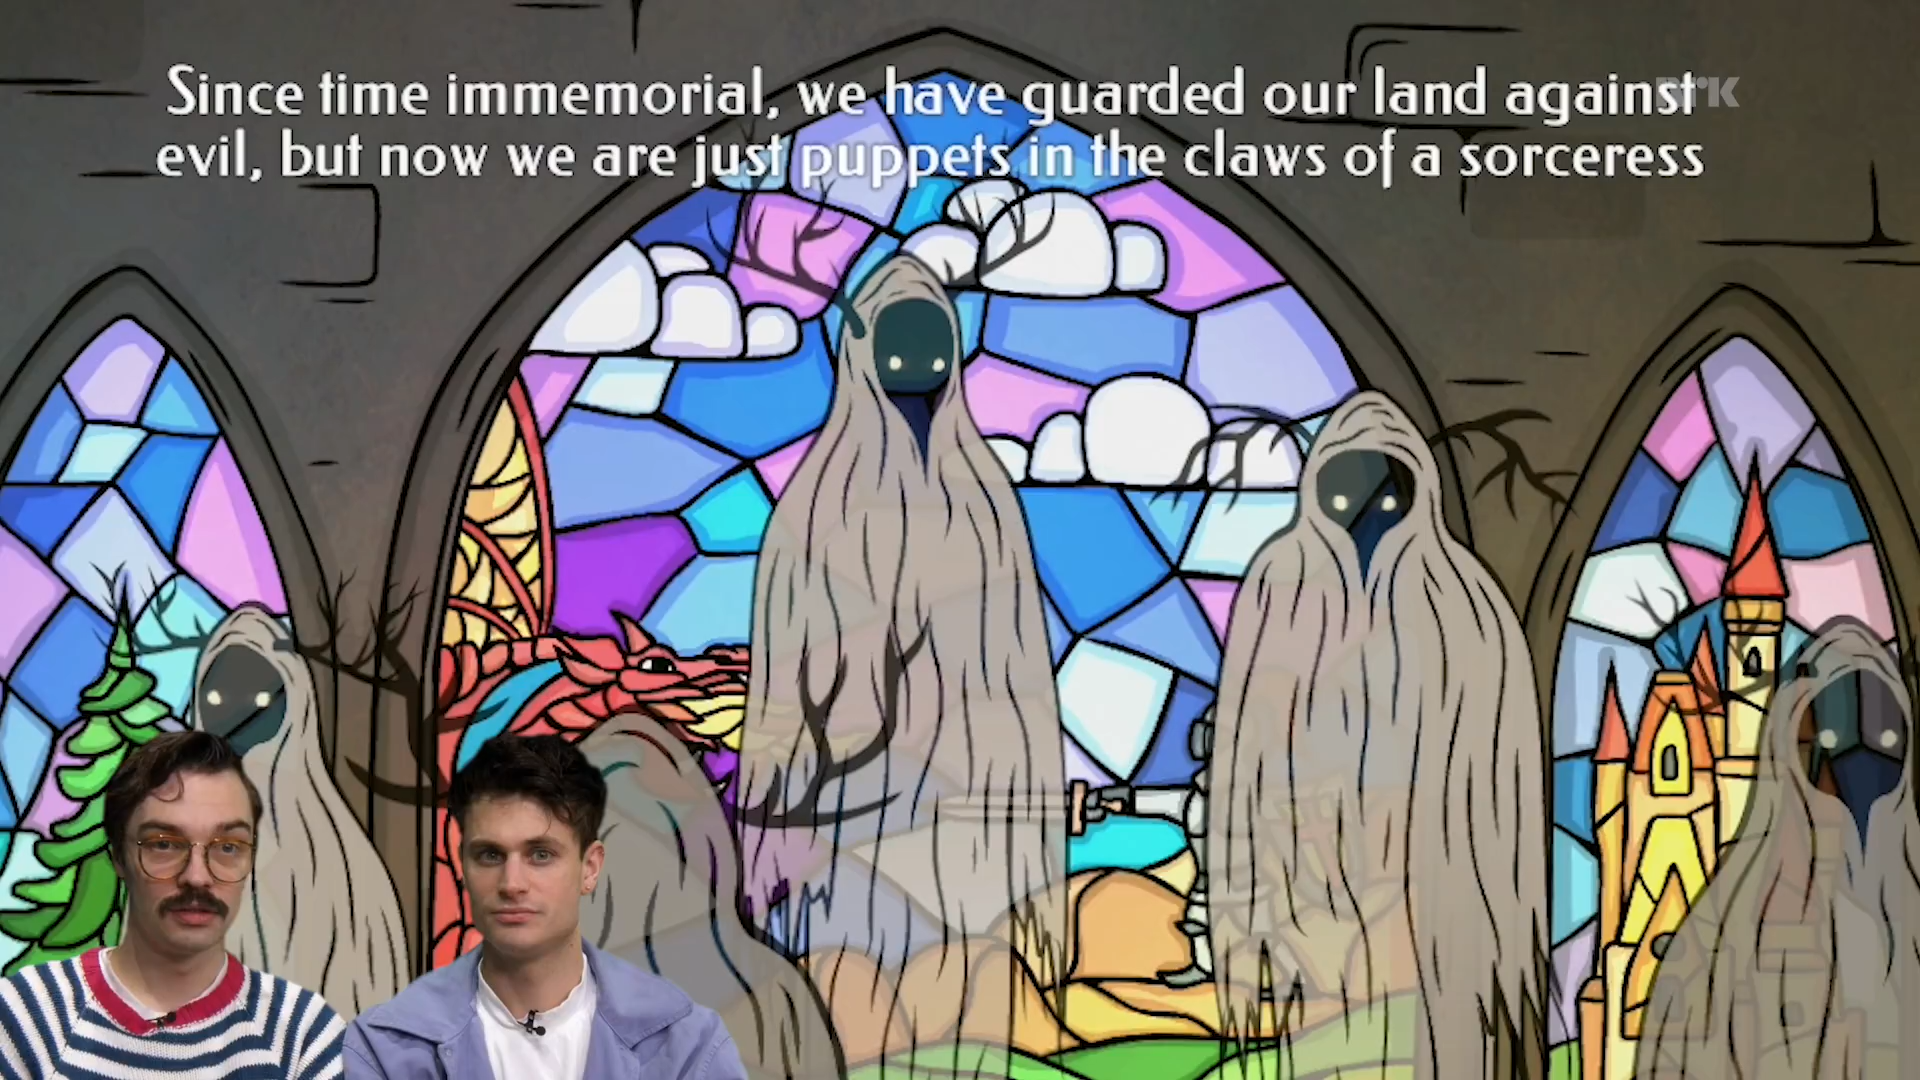 Since time immemorial, we have guarded our land against
evil, but now we are just puppets in the claws of a sorceress
nrk